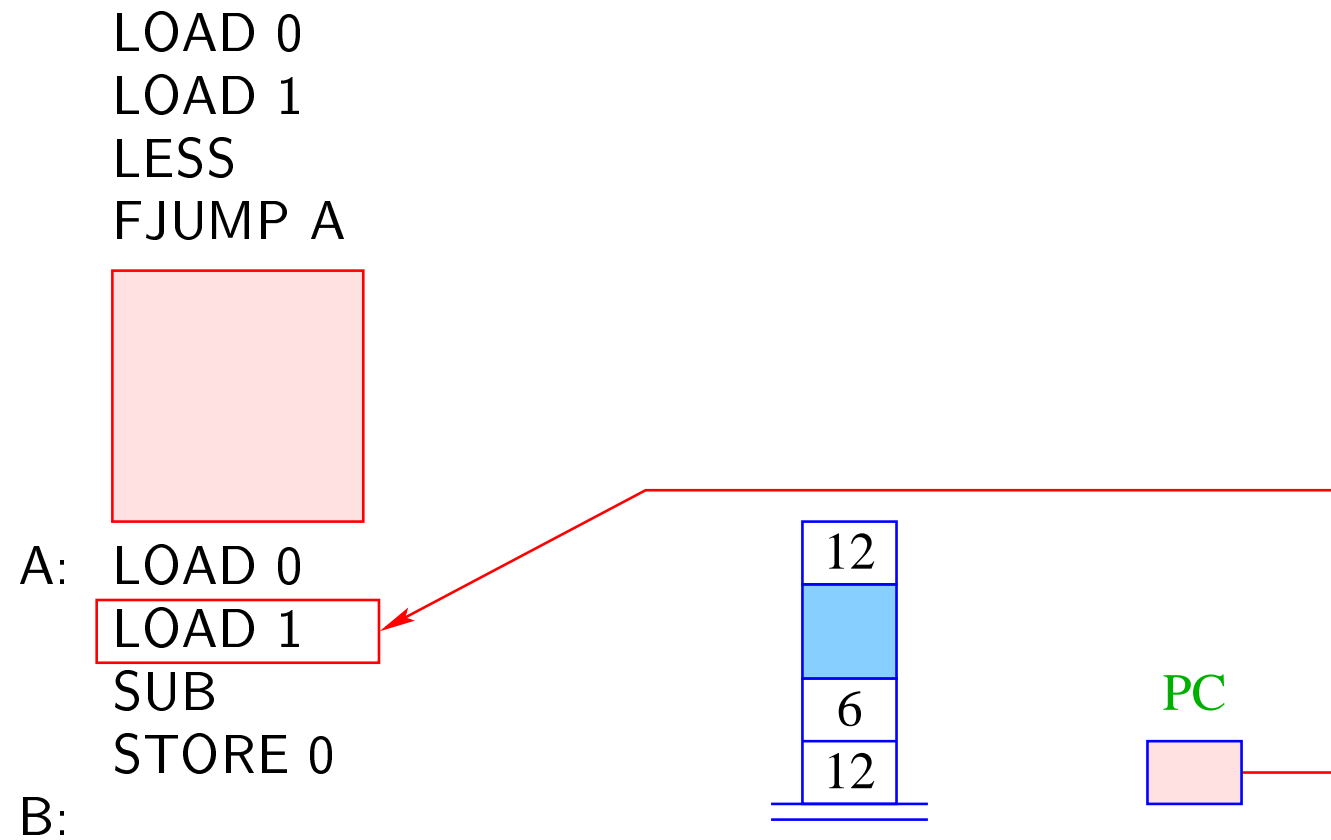 LOAD 0
LOAD 1
LESS
FJUMP A
A: LOAD 0
LOAD 1
SUB
STORE 0
B:
12
6
12
PC